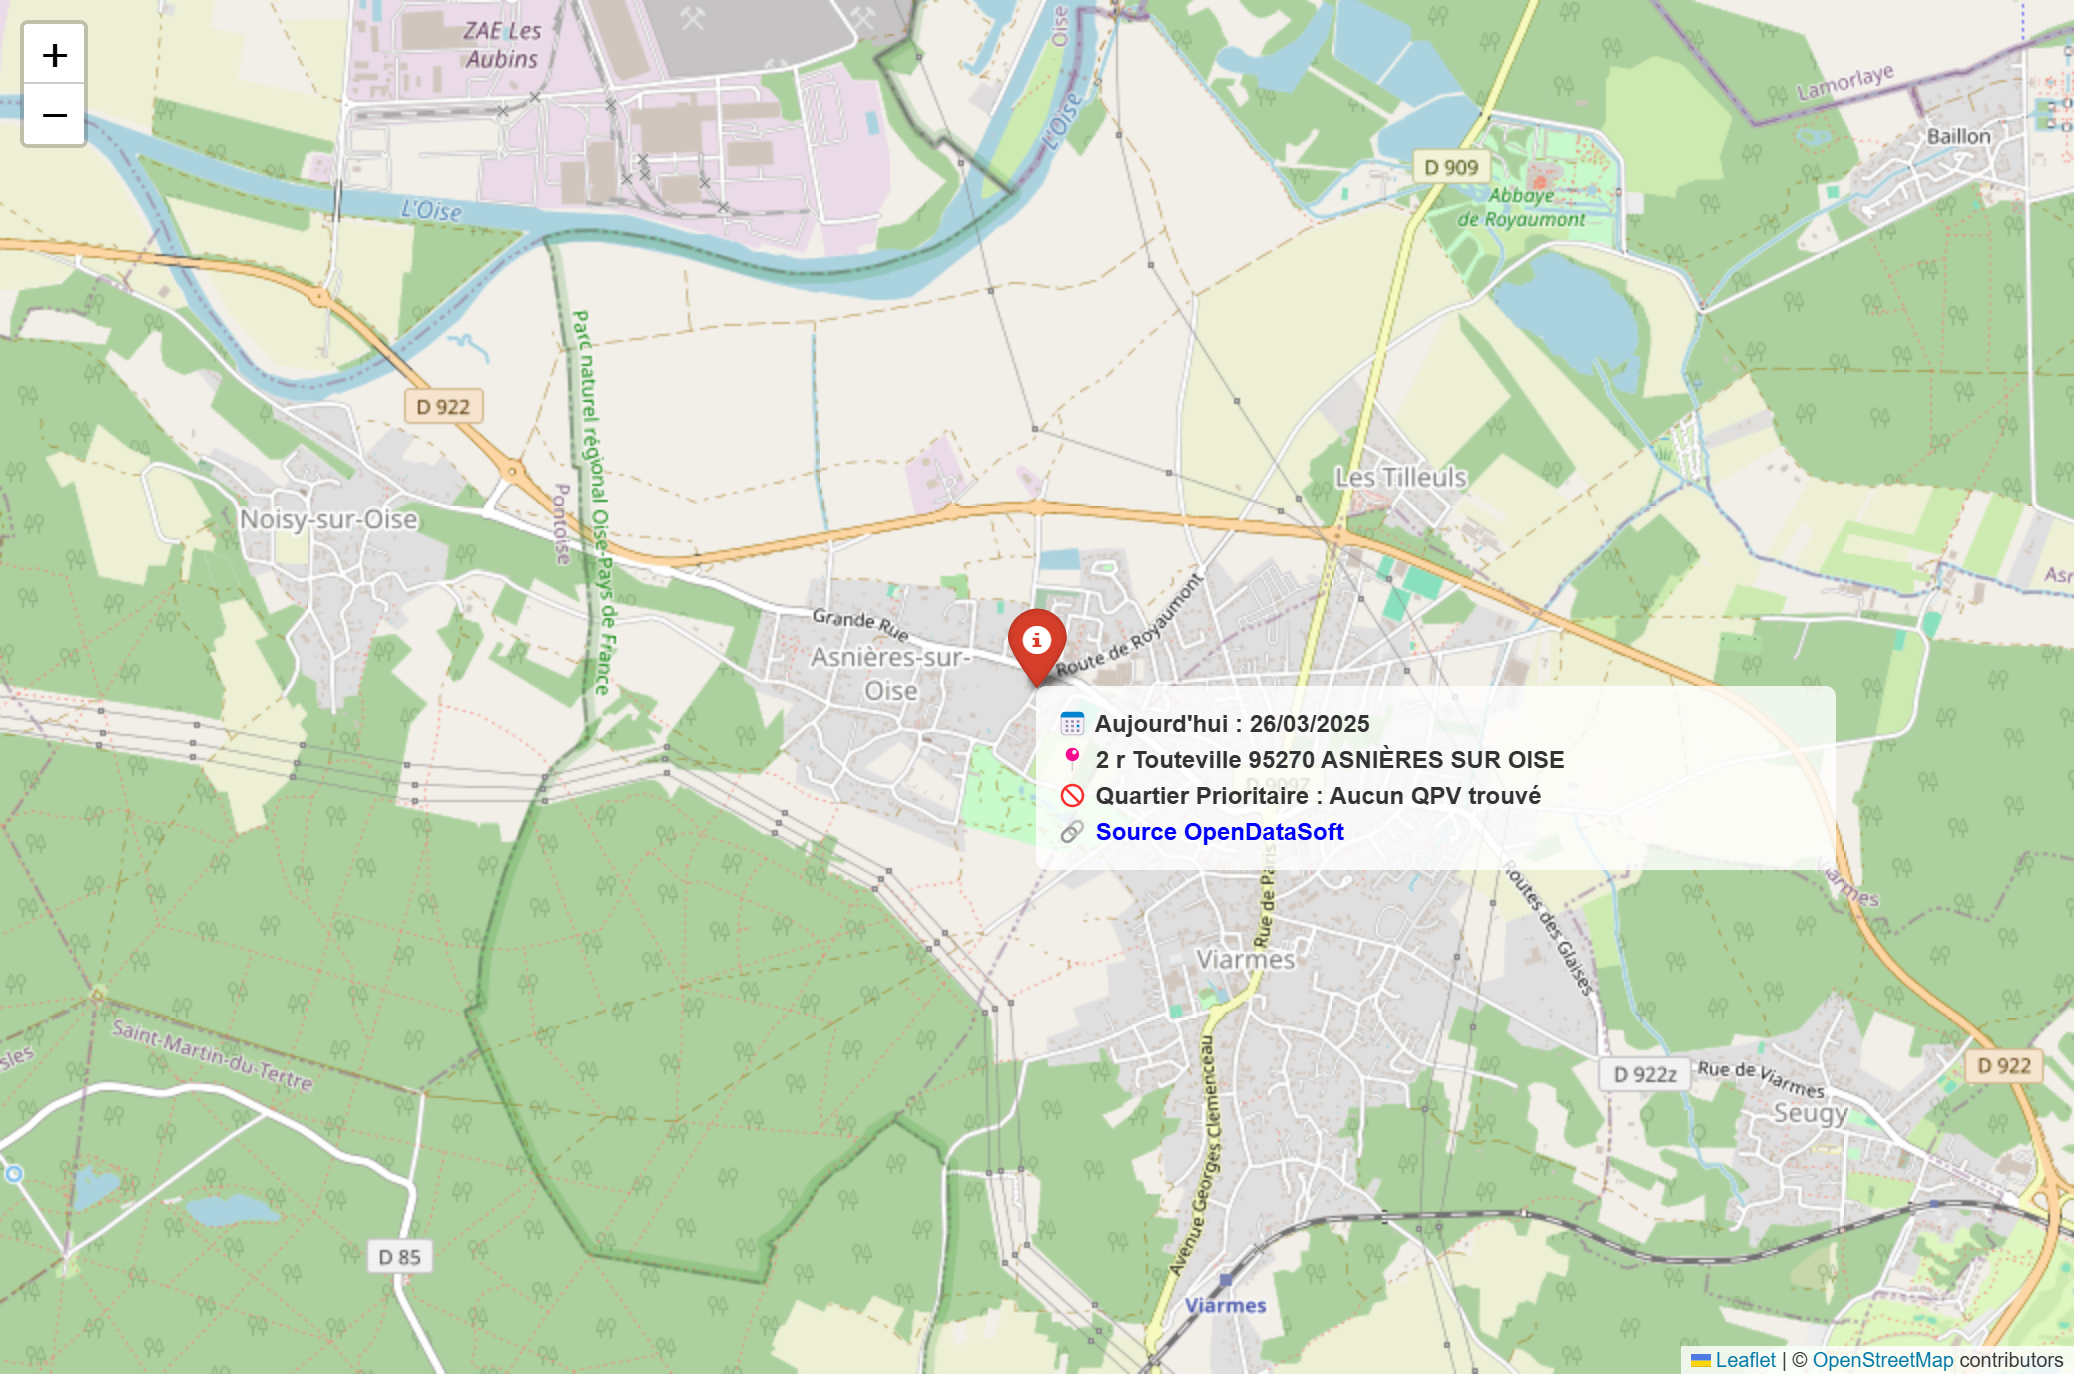 +
−
ZAE Les
Aubins
Oise
L'Oise
L'Oise
Lamorlaye
Baillon
D 909
Abbaye
de Royaumont
Parc naturel régional Oise-Pays de France
Pontoise
D 922
Noisy-sur-Oise
Les Tilleuls
Grande Rue
Asnières-sur-
Oise
Route de Royaumont
Asn
Aujourd'hui : 26/03/2025
2 r Touteville 95270 ASNIÈRES SUR OISE
Quartier Prioritaire : Aucun QPV trouvé
Source OpenDataSoft
D 909Z
Rue de Paris
Routes des Glaises
Viarmes
Viarmes
Saint-Martin-du-Tertre
sles
Avenue Georges Clemenceau
D 922z
Rue de Viarmes
D 922
Seugy
D 85
Viarmes
Leaflet | © OpenStreetMap contributors